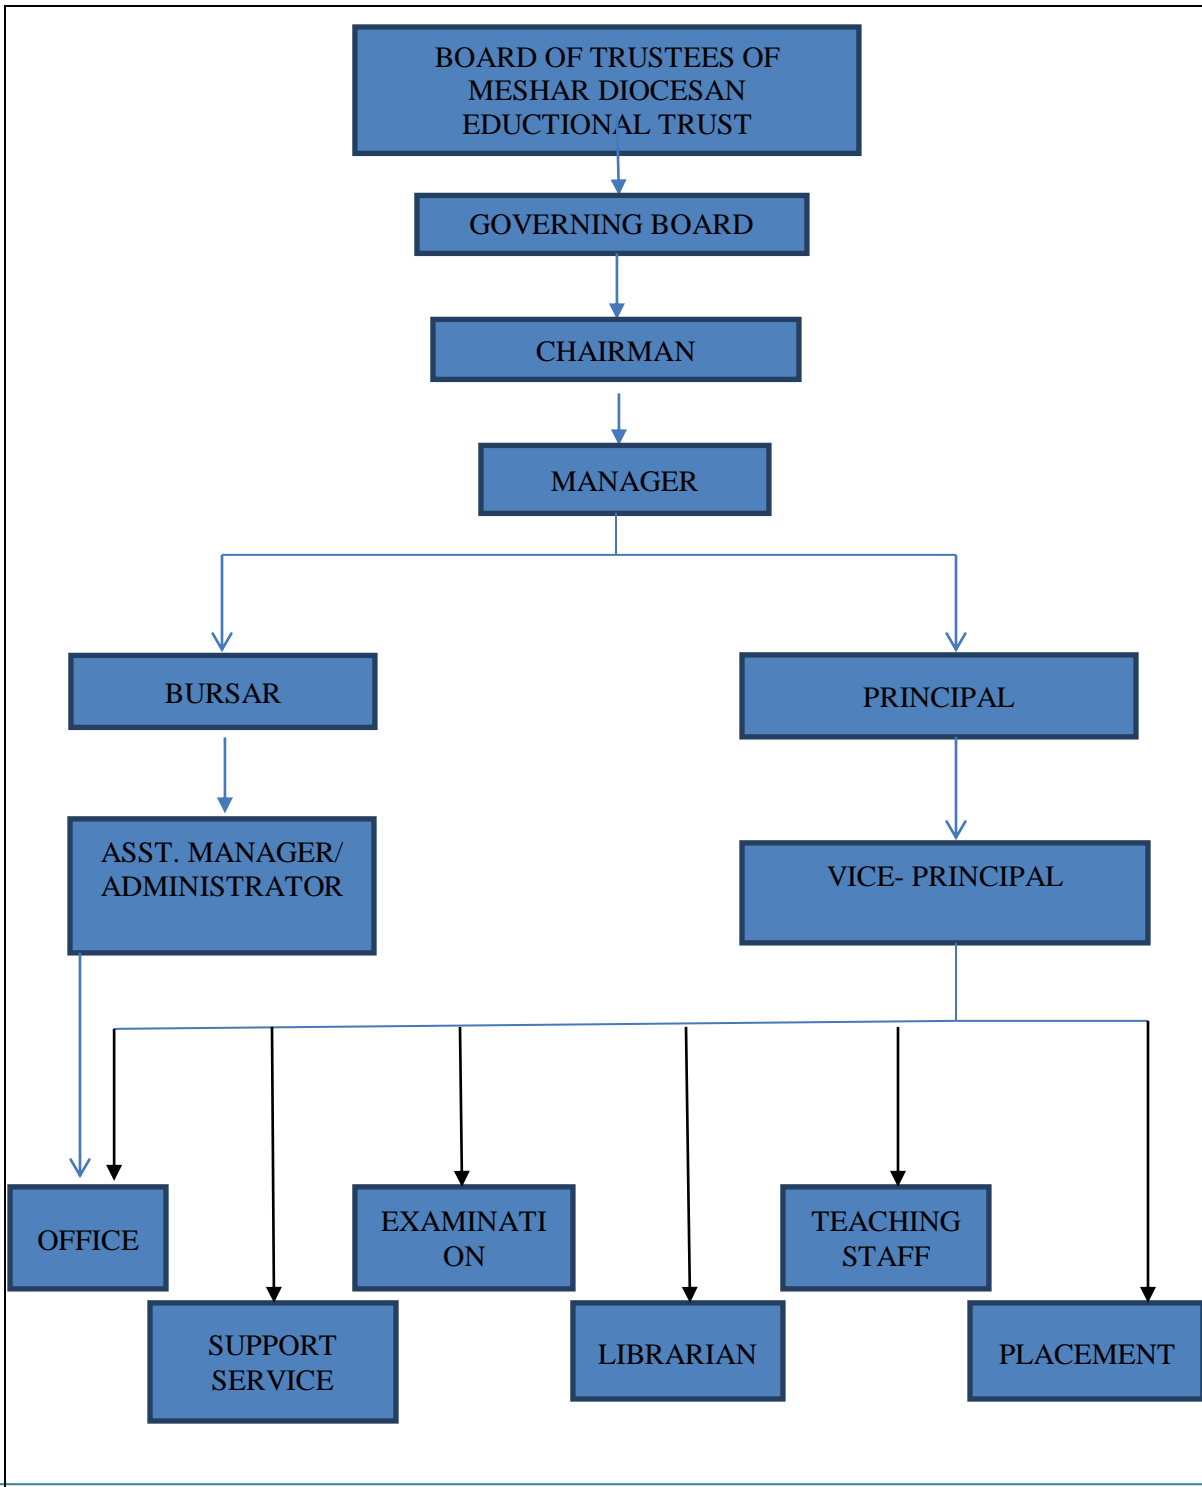 BOARD OF TRUSTEES OF
MESHAR DIOCESAN
EDUCTIONAL TRUST
GOVERNING BOARD
CHAIRMAN
MANAGER
BURSAR
PRINCIPAL
ASST. MANAGER/
ADMINISTRATOR
VICE- PRINCIPAL
OFFICE
EXAMINATI
ON
TEACHING
STAFF
SUPPORT
SERVICE
LIBRARIAN
PLACEMENT